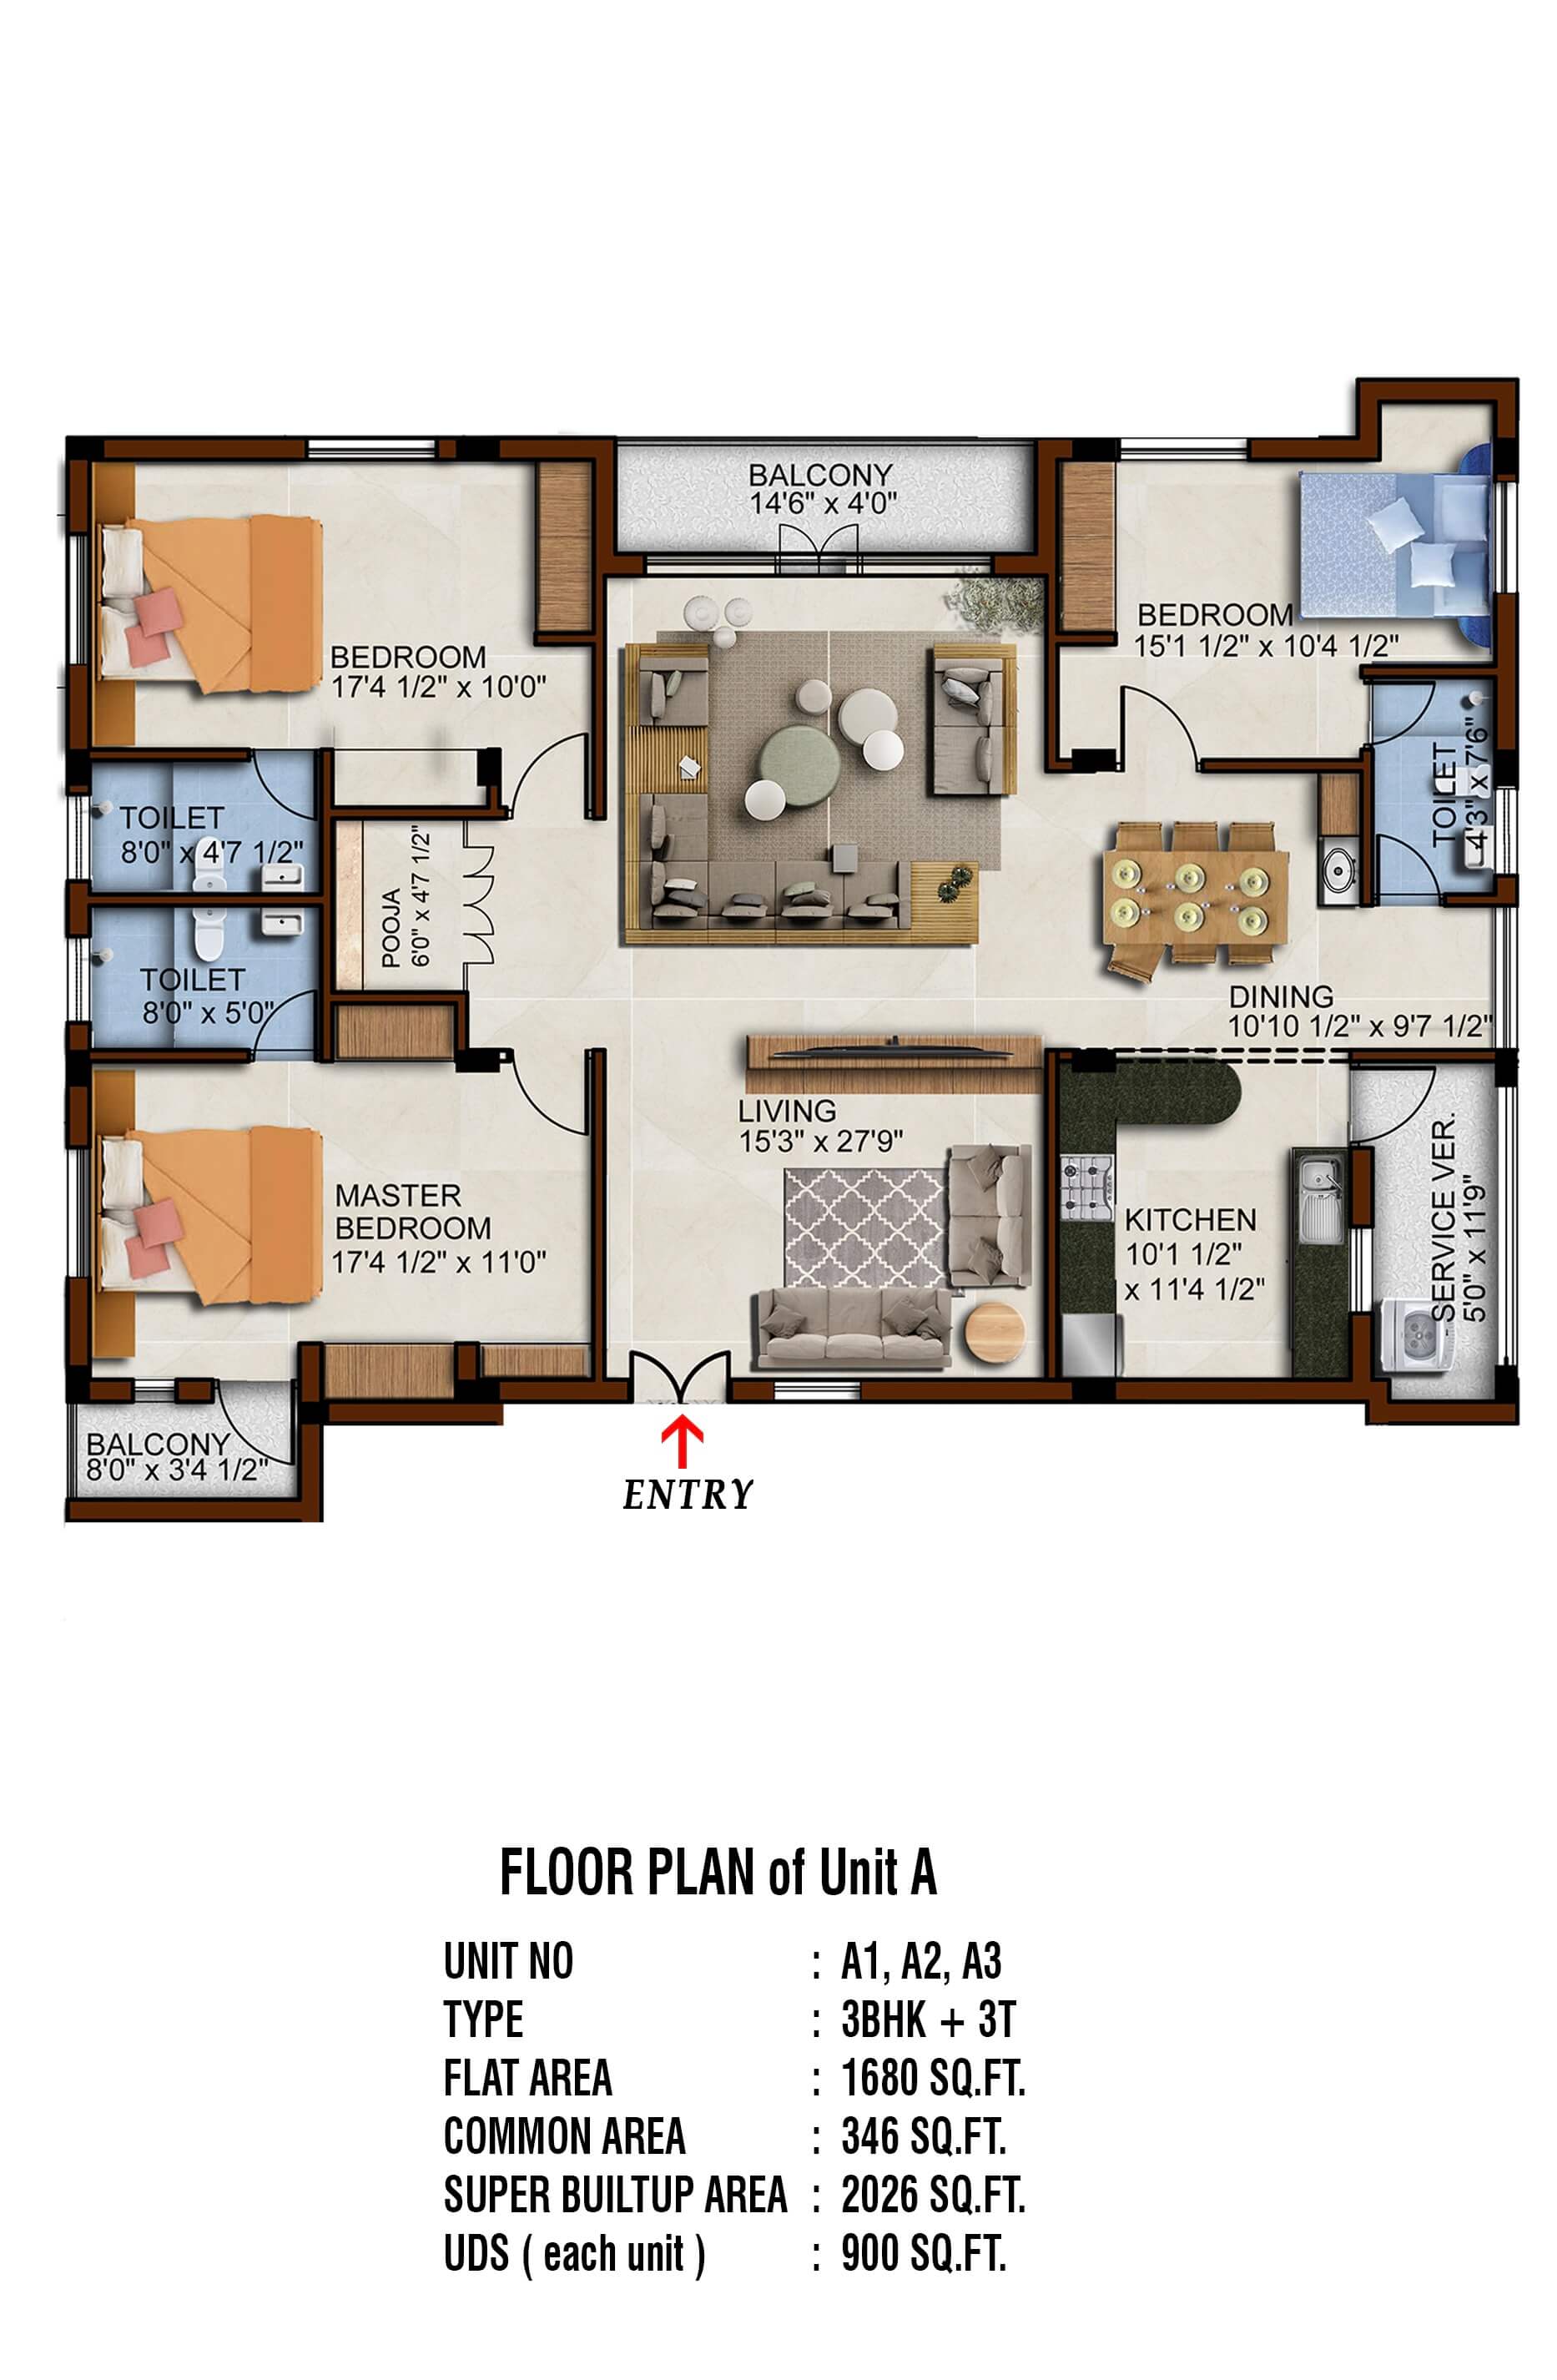 BALCONY
14'6" x 4'0"
BEDROOM
17'4 1/2" x 10'0"
BEDROOM
15'1 1/2" x 10'4 1/2"
TOILET
8'0" x 4'7 1/2"
POOJA
6'0" x 4'7 1/2"
TOILET
4'3" x 7'6"
TOILET
8'0" x 5'0"
DINING
10'10 1/2" x 9'7 1/2"
LIVING
15'3" x 27'9"
MASTER
BEDROOM
17'4 1/2" x 11'0"
KITCHEN
10'1 1/2"
x 11'4 1/2"
SERVICE VER.
5'0" x 11'9"
BALCONY
8'0" x 3'4 1/2"
ENTRY
FLOOR PLAN of Unit A
UNIT NO : A1, A2, A3
TYPE : 3BHK + 3T
FLAT AREA : 1680 SQ.FT.
COMMON AREA : 346 SQ.FT.
SUPER BUILTUP AREA : 2026 SQ.FT.
UDS ( each unit ) : 900 SQ.FT.